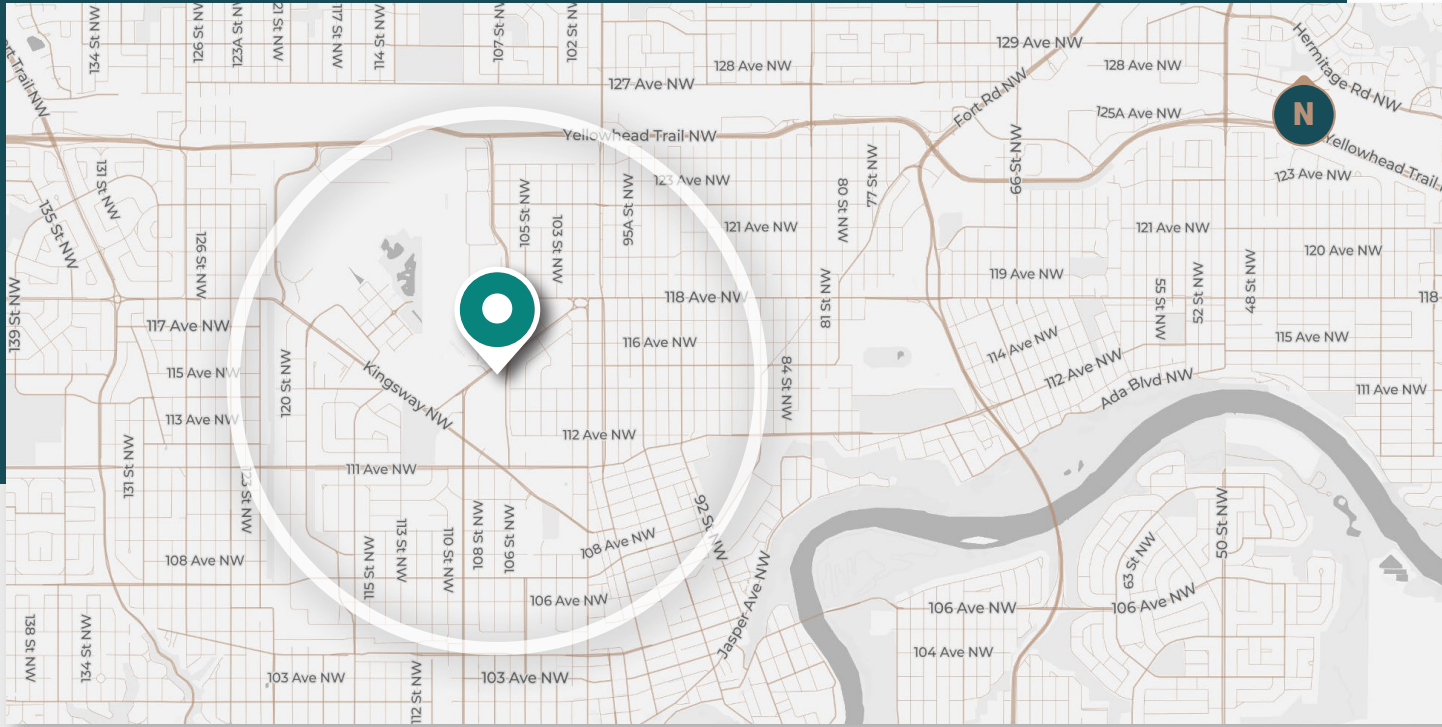 134 St NW
129 St NW
123A St NW
121 St NW
117 St NW
114 St NW
107 St NW
102 St NW
129 Ave NW
128 Ave NW
128 Ave NW
Hermitage Rd NW
127 Ave NW
Fort Rd NW
125A Ave NW
N
Yellowhead Trail NW
Yellowhead Trail
66 St NW
131 St NW
135 St NW
126 St NW
105 St NW
103 St NW
95A St NW
123 Ave NW
77 St NW
80 St NW
123 Ave NW
121 Ave NW
121 Ave NW
120 Ave NW
119 Ave NW
139 St NW
118 Ave NW
81 St NW
55 St NW
52 St NW
48 St NW
118
117 Ave NW
116 Ave NW
114 Ave NW
115 Ave NW
115 Ave NW
120 St NW
Kingsway NW
84 St NW
112 Ave NW
Ada Blvd NW
111 Ave NW
113 Ave NW
112 Ave NW
131 St NW
123 St NW
111 Ave NW
92 St NW
50 St NW
115 St NW
113 St NW
110 St NW
108 St NW
106 St NW
108 Ave NW
108 Ave NW
63 St NW
106 Ave NW
Jasper Ave NW
106 Ave NW
106 Ave NW
138 St NW
134 St NW
104 Ave NW
103 Ave NW
112 St NW
103 Ave NW